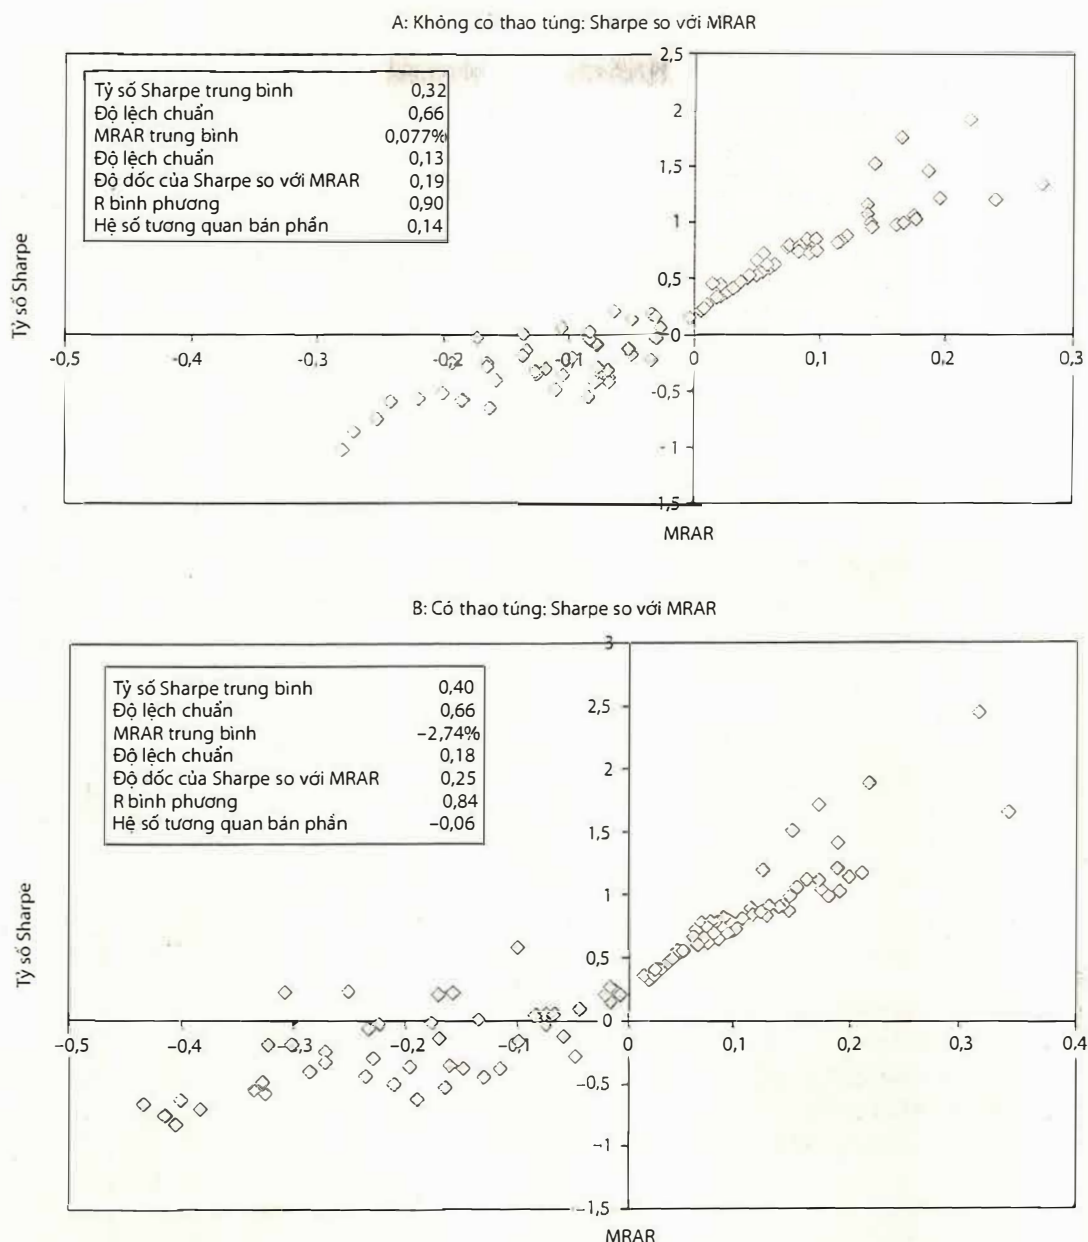 A: Không có thao túng: Sharpe so với MRAR
Tỷ số Sharpe trung bình 0,32
Độ lệch chuẩn 0,66
MRAR trung bình 0,077%
Độ lệch chuẩn 0,13
Độ dốc của Sharpe so với MRAR 0,19
R bình phương 0,90
Hệ số tương quan bán phần 0,14
2,5
2
1,5
1
0,5
0
-0,5
-1
1,5
-0,5 -0,4 -0,3 -0,2 -0,1 0 0,1 0,2 0,3
Tỷ số Sharpe
MRAR
B: Có thao túng: Sharpe so với MRAR
Tỷ số Sharpe trung bình 0,40
Độ lệch chuẩn 0,66
MRAR trung bình −2,74%
Độ lệch chuẩn 0,18
Độ dốc của Sharpe so với MRAR 0,25
R bình phương 0,84
Hệ số tương quan bán phần −0,06
3
2,5
2
1,5
1
0,5
0
−0,5
−1
−1,5
−0,5 −0,4 −0,3 −0,2 −0,1 0 0,1 0,2 0,3 0,4
Tỷ số Sharpe
MRAR